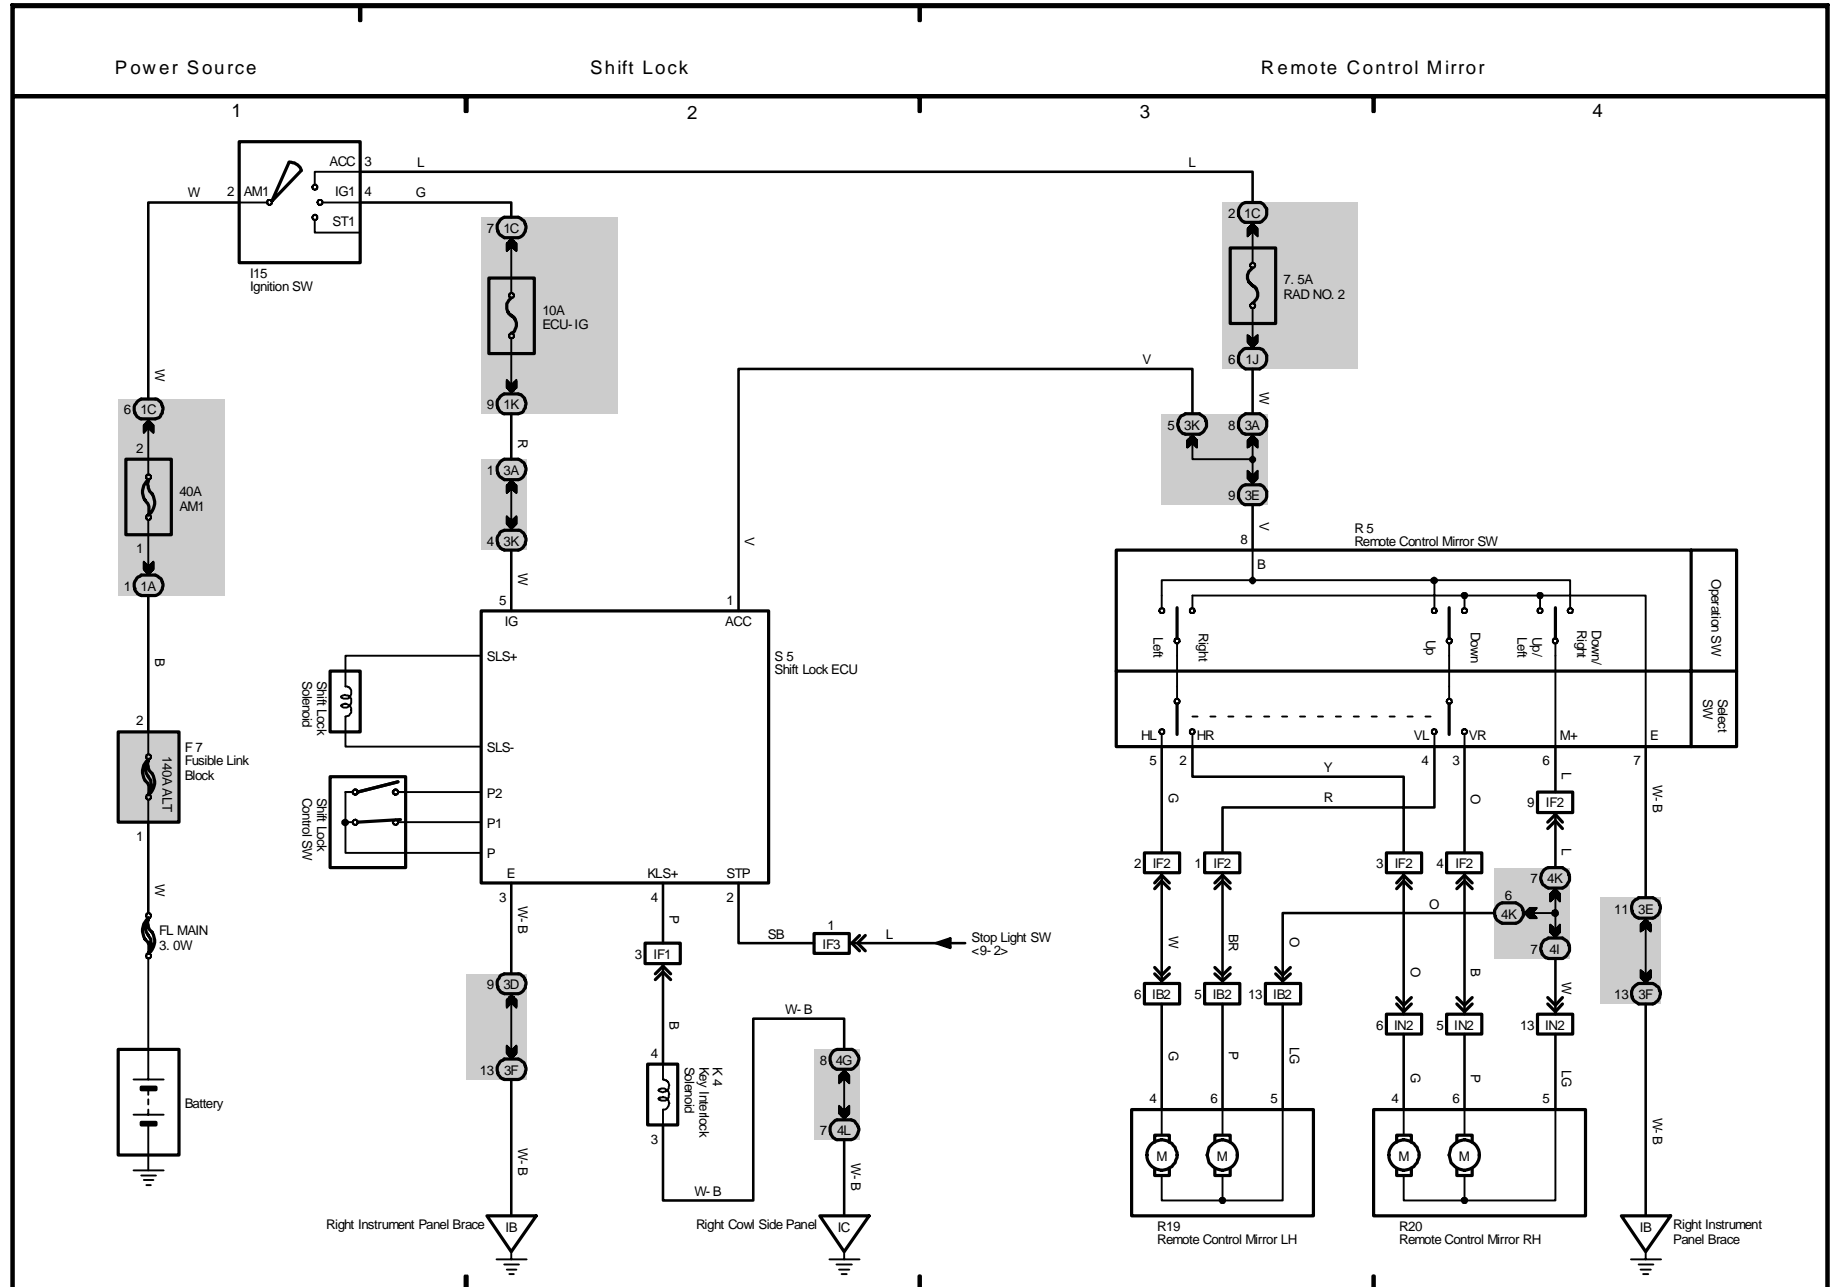 Power Source
Shift Lock
Remote Control Mirror
1
2
3
4
ACC 3 L L
W 2 AM1 IG1 4 G
ST1
I15
Ignition SW
7 1C
10A
ECU-IG
9 1K
R
1 3A
4 3K
W
5
IG
2 1C
7.5A
RAD NO. 2
6 1J
W
V
5 3K 8 3A
9 3E
V
8
B
R 5
Remote Control Mirror SW
W
6 1C
2
40A
AM1
1
1 1A
B
2
F 7
Fusible Link
Block
140A ALT
1
W
FL MAIN
3.0W
Battery
V
1
ACC
S 5
Shift Lock ECU
SLS+
SLS-
Shift Lock
Solenoid
P2
P1
P
Shift Lock
Control SW
E KLS+ STP
3 4 2
W-B
9 3D
13 3F
W-B
Right Instrument Panel Brace IB
P
3 IF1
B
4
K 4
Key Interlock
Solenoid
3
W-B
W-B
8 4G
7 4L
W-B
Right Cowl Side Panel IC
SB 1 IF3 L
Stop Light SW
<9-2>
Operation SW
Select
SW
Left Right Up Down
Up/
Left
Down/
Right
HL HR VL VR M+ E
5 2 4 3 6 7
G Y R O L W-B
9 IF2
L
2 IF2 1 IF2 3 IF2 4 IF2
7 4K
6 4K
O
7 4I
11 3E
13 3F
W BR O O B W
6 IB2 5 IB2 13 IB2
6 IN2 5 IN2 13 IN2
G P LG G P LG
4 6 5 4 6 5
M M M M
R19
Remote Control Mirror LH
R20
Remote Control Mirror RH
W-B
IB Right Instrument
Panel Brace